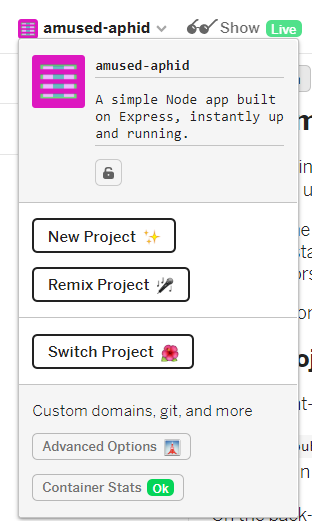 amused-aphid Show Live
amused-aphid
A simple Node app built
on Express, instantly up
and running.
New Project
Remix Project
Switch Project
Custom domains, git, and more
Advanced Options
Container Stats Ok